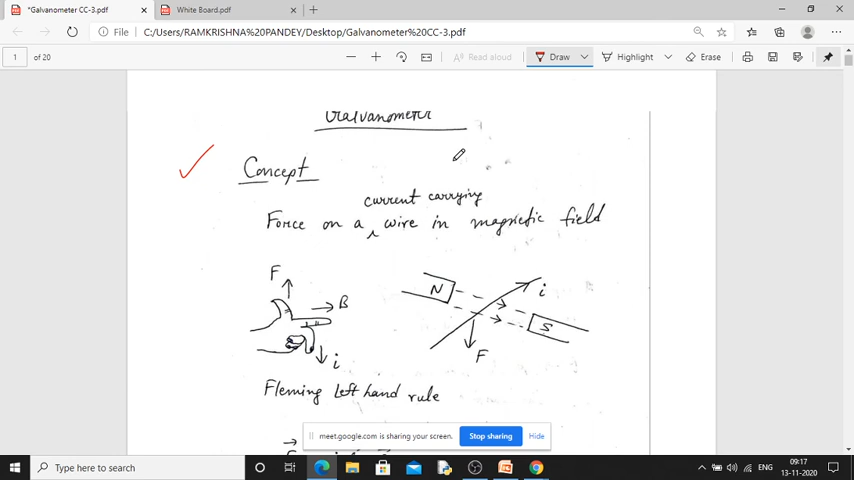 *Galvanometer CC-3.pdf
White Board.pdf
C:/Users/RAMKRISHNA%20PANDEY/Desktop/Galvanometer%20CC-3.pdf
1 of 20
Read aloud
Draw
Highlight
Erase
Galvanometer
Concept
current carrying
Force on a wire in magnetic field
F
B
i
N
i
S
F
Fleming left hand rule
meet.google.com is sharing your screen.
Stop sharing
Hide
Type here to search
ENG
09:17
13-11-2020